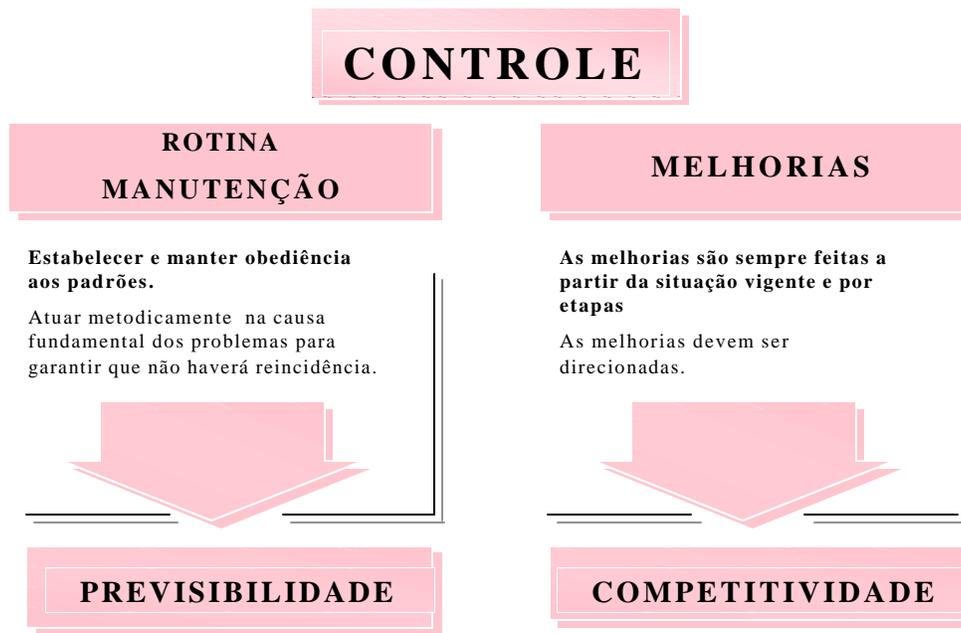 CONTROLE
ROTINA
MANUTENÇÃO
Estabelecer e manter obediência
aos padrões.
Atuar metodicamente na causa
fundamental dos problemas para
garantir que não haverá reincidência.
PREVISIBILIDADE
MELHORIAS
As melhorias são sempre feitas a
partir da situação vigente e por
etapas
As melhorias devem ser
direcionadas.
COMPETITIVIDADE